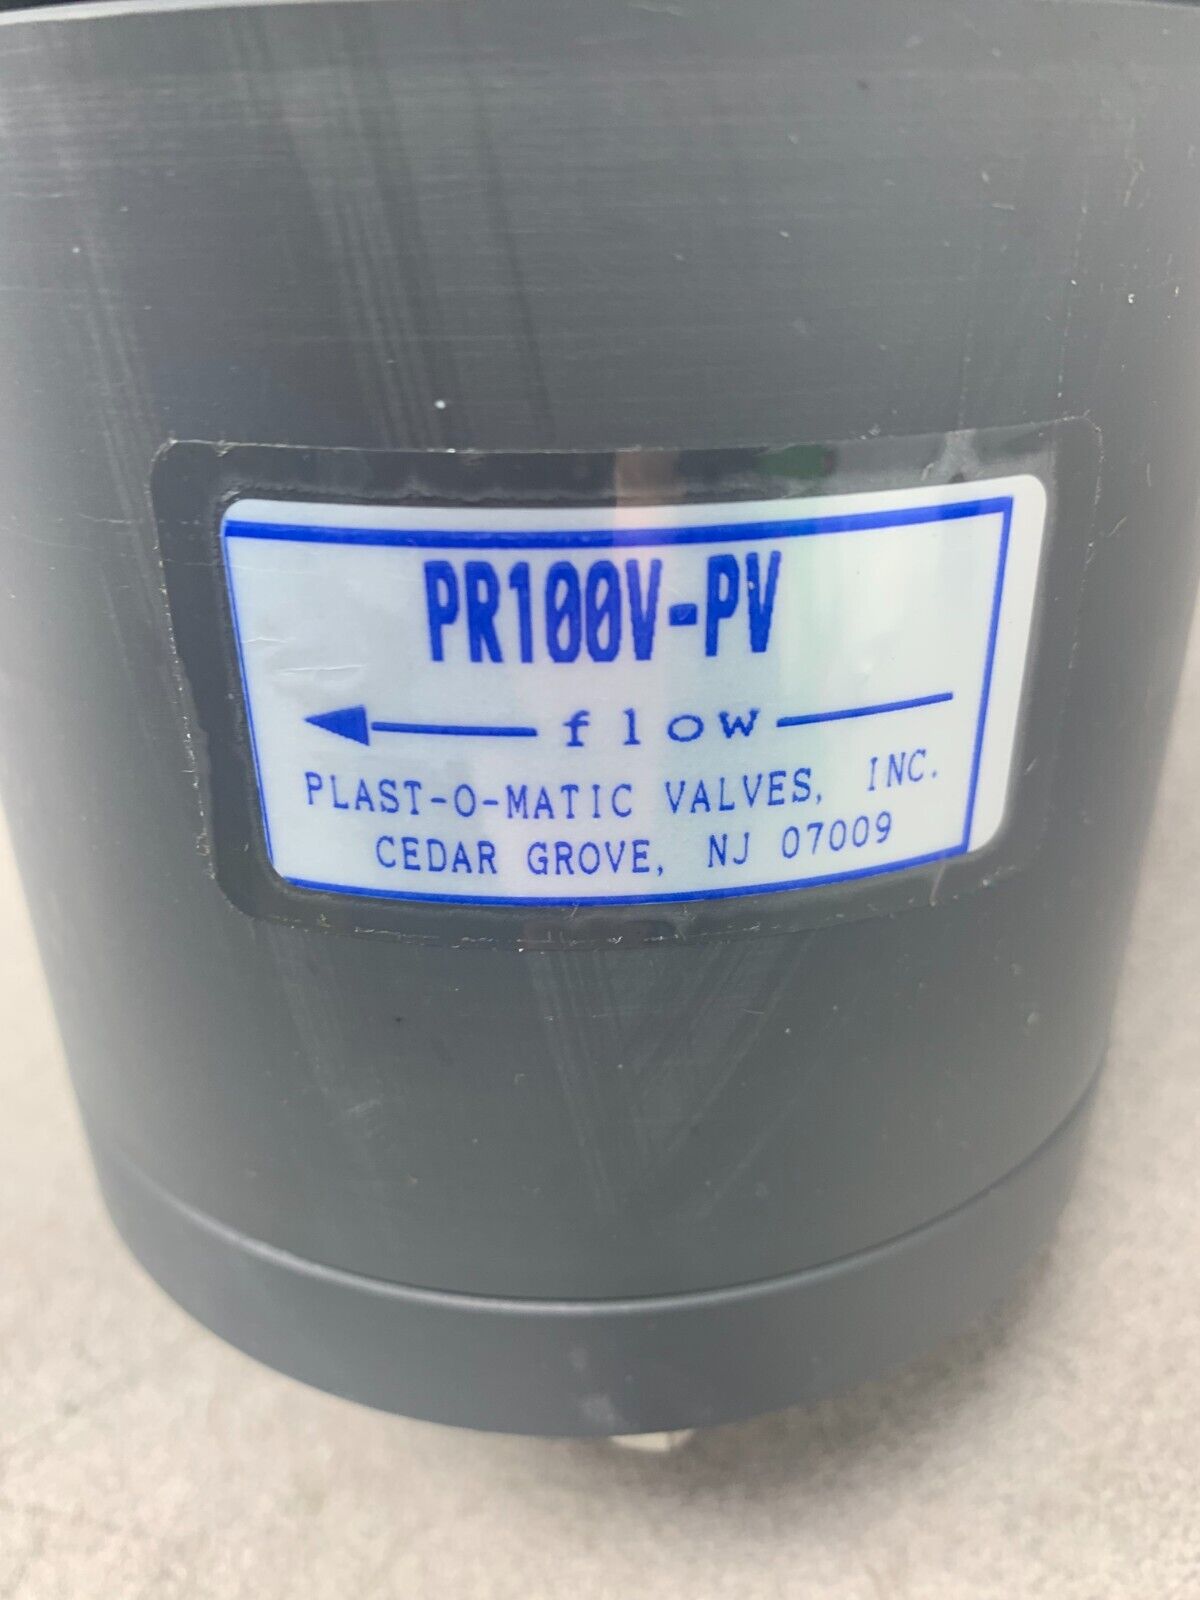 PR100V-PV
flow
PLAST-O-MATIC VALVES, INC.
CEDAR GROVE, NJ 07009